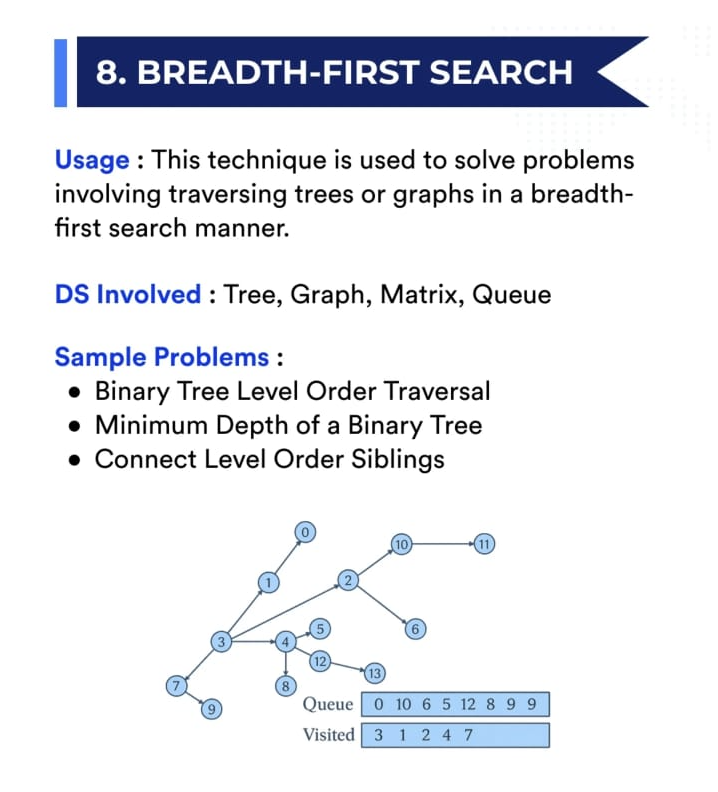 8. BREADTH-FIRST SEARCH
Usage : This technique is used to solve problems
involving traversing trees or graphs in a breadth-
first search manner.
DS Involved : Tree, Graph, Matrix, Queue
Sample Problems :
• Binary Tree Level Order Traversal
• Minimum Depth of a Binary Tree
• Connect Level Order Siblings
0
10
11
1
2
5
6
3
4
12
13
7
8
9
Queue 0 10 6 5 12 8 9 9
Visited 3 1 2 4 7